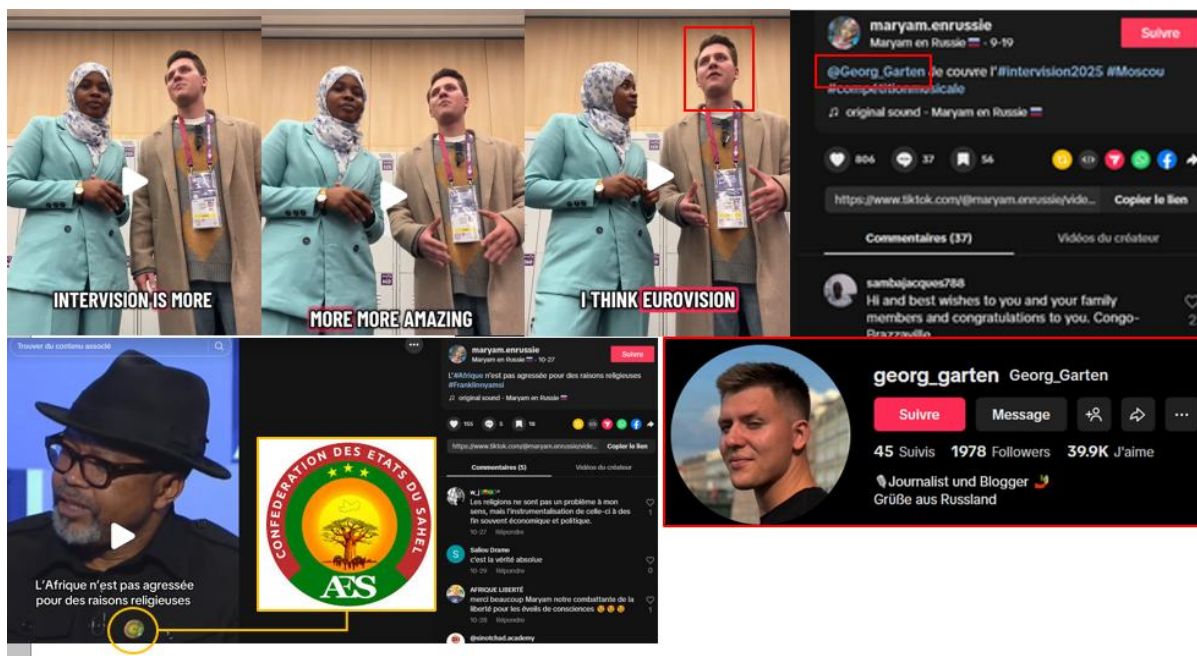 INTERVISION IS MORE
MORE MORE AMAZING
I THINK EUROVISION
maryam.enrussie
Maryam en Russie 🇷🇺 · 9-19
Suivre
@Georg_Garten Je couvre l'#intervision2025 #Moscou
#compétitionmusicale
♫ original sound - Maryam en Russie 🇷🇺
806
37
56
https://www.tiktok.com/@maryam.enrussie/vide...
Copier le lien
Commentaires (37)
Vidéos du créateur
sambajacques788
Hi and best wishes to you and your family
members and congratulations to you. Congo-
Brazzaville
2
Trouver du contenu associé
L'Afrique n'est pas agressée
pour des raisons religieuses
CONFEDERATION DES ETATS DU SAHEL
AES
maryam.enrussie
Maryam en Russie 🇷🇺 · 10-27
Suivre
L'#Afrique n'est pas agressée pour des raisons religieuses
#Franklinnyamsi
♫ original sound - Maryam en Russie 🇷🇺
155
5
18
https://www.tiktok.com/@maryam.enrussie/vide...
Copier le lien
Commentaires (5)
Vidéos du créateur
Les religions ne sont pas un problème à mon
sens, mais l'instrumentalisation de celle-ci à des
fin souvent économique et politique.
10-27 Répondre
1
Saliou Drame
c'est la vérité absolue
10-29 Répondre
0
AFRIQUE LIBERTÉ
merci beaucoup Maryam notre combattante de la
liberté pour les éveils de consciences
10-28 Répondre
1
@sinotchad.academy
georg_garten Georg_Garten
Suivre
Message
45 Suivis 1978 Followers 39.9K J'aime
🎙Journalist und Blogger
Grüße aus Russland